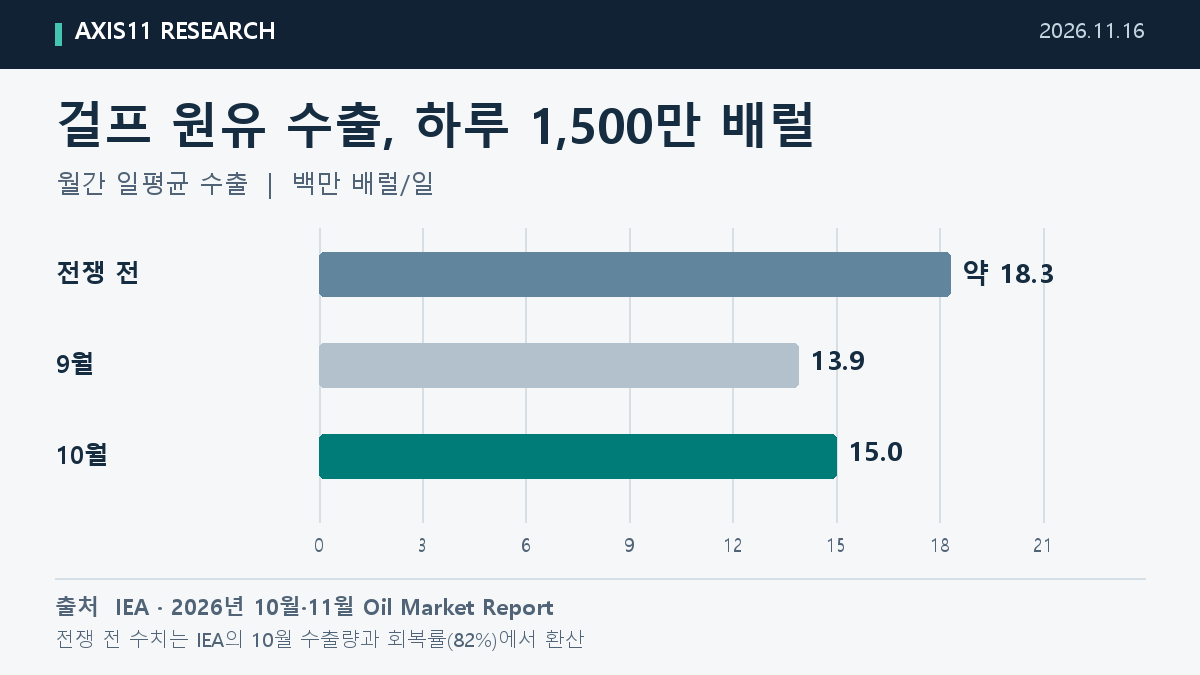 AXIS11 RESEARCH
2026.11.16
걸프 원유 수출, 하루 1,500만 배럴
월간 일평균 수출 | 백만 배럴/일
전쟁 전
약 18.3
9월
13.9
10월
15.0
0 3 6 9 12 15 18 21
출처 IEA · 2026년 10월·11월 Oil Market Report
전쟁 전 수치는 IEA의 10월 수출량과 회복률(82%)에서 환산